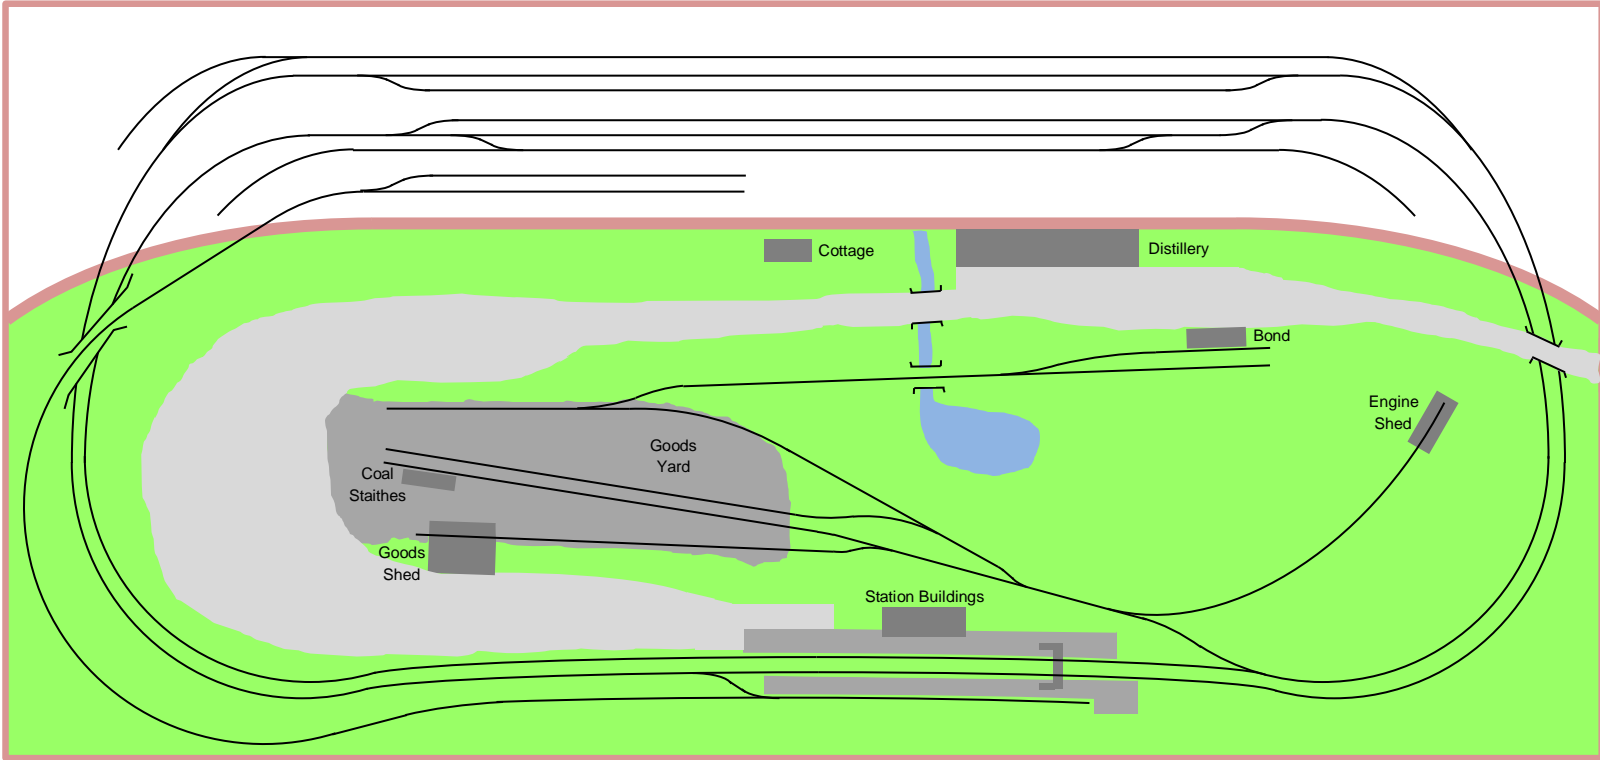 Cottage
Distillery
Bond
Engine
Shed
Goods
Yard
Coal
Staithes
Goods
Shed
Station Buildings